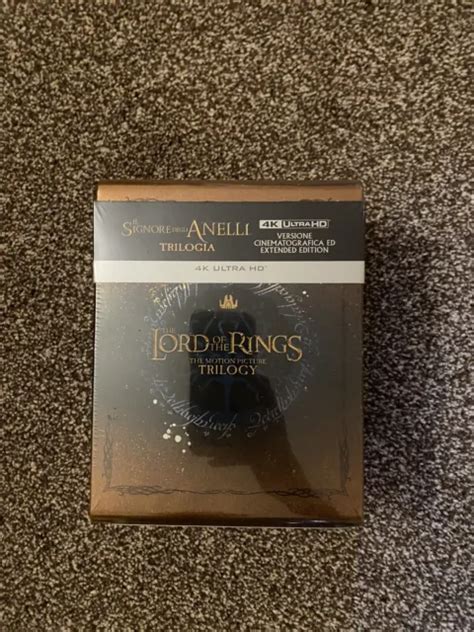 IL
SIGNORE DEGLI ANELLI
TRILOGIA
4K ULTRAHD
VERSIONE
CINEMATOGRAFICA ED
EXTENDED EDITION
4K ULTRA HD
THE
LORD OF THE RINGS
THE MOTION PICTURE
TRILOGY